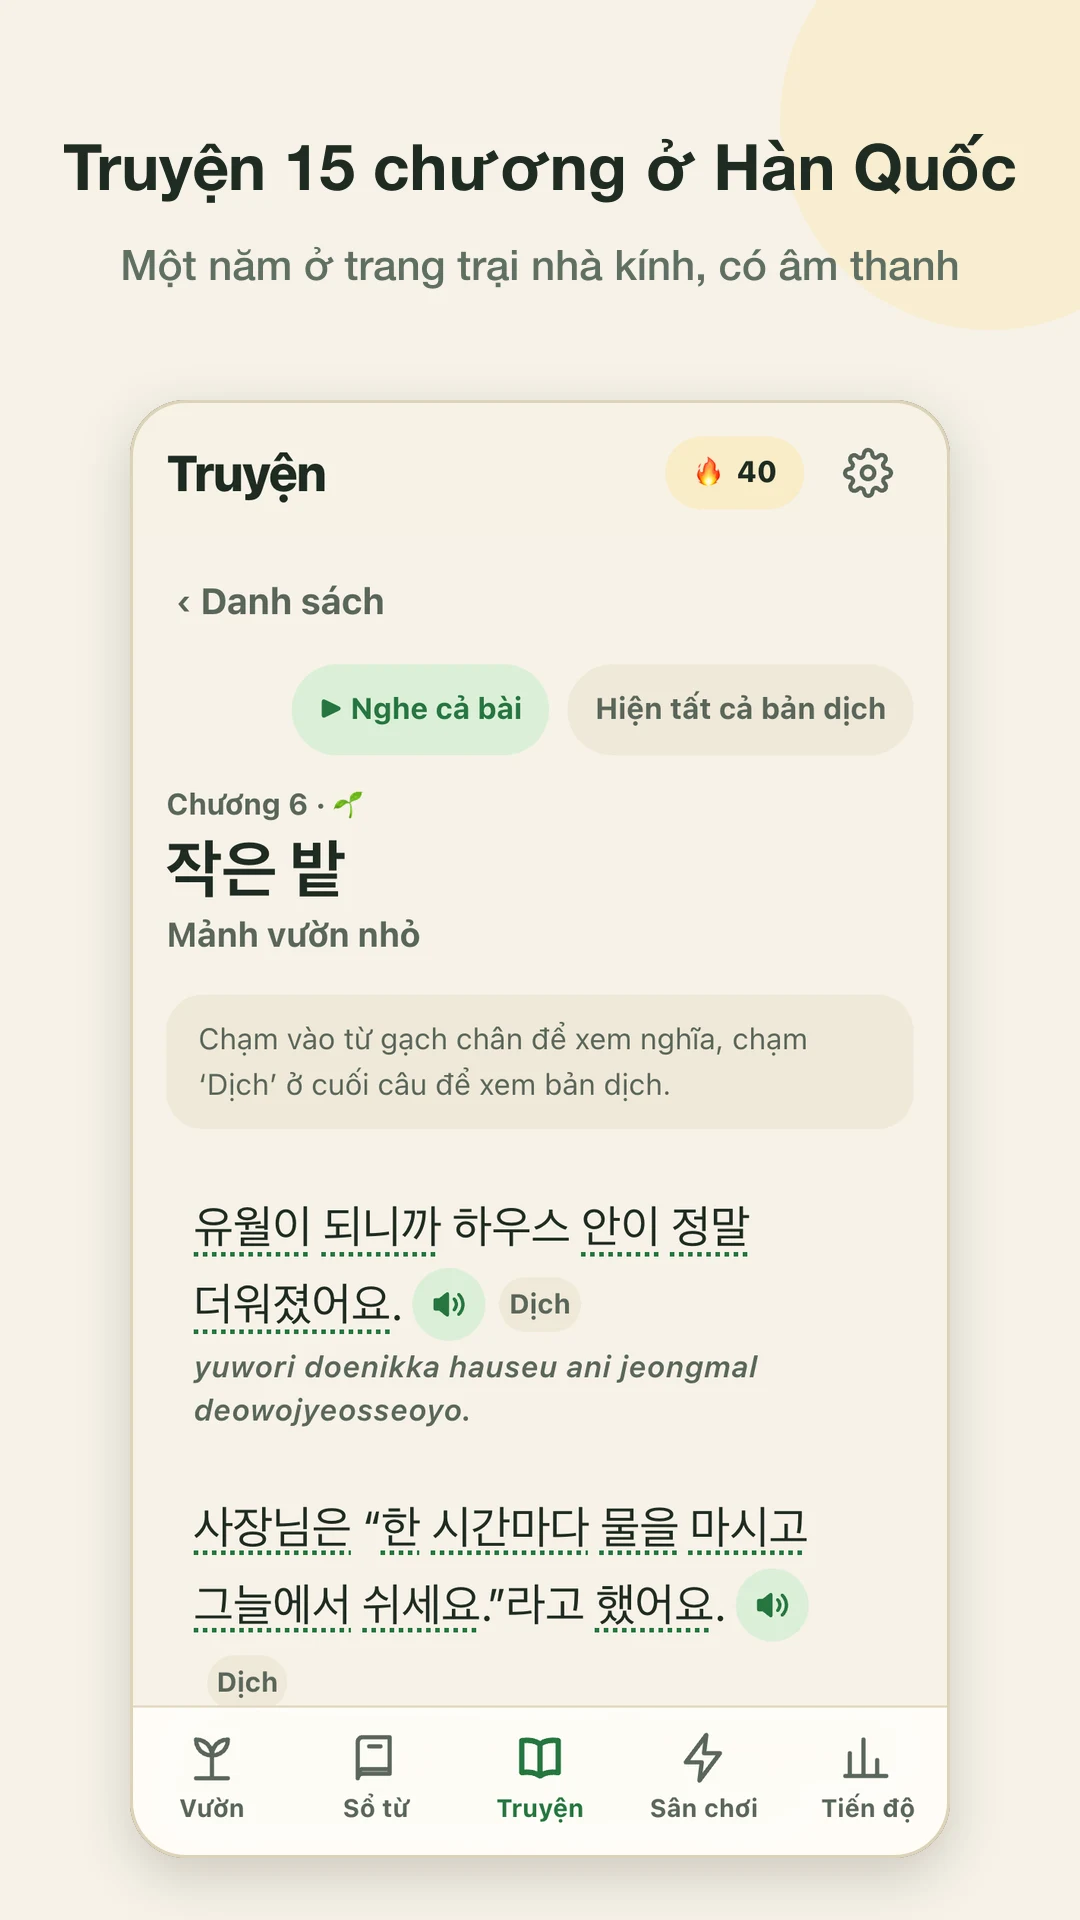 Truyện 15 chương ở Hàn Quốc
Một năm ở trang trại nhà kính, có âm thanh
Truyện
🔥 40
‹ Danh sách
▶ Nghe cả bài
Hiện tất cả bản dịch
Chương 6 · 🌱
작은 밭
Mảnh vườn nhỏ
Chạm vào từ gạch chân để xem nghĩa, chạm
‘Dịch’ ở cuối câu để xem bản dịch.
유월이 되니까 하우스 안이 정말
더워졌어요. Dịch
yuwori doenikka hauseu ani jeongmal
deowojyeosseoyo.
사장님은 “한 시간마다 물을 마시고
그늘에서 쉬세요.”라고 했어요.
Dịch
Vườn
Sổ từ
Truyện
Sân chơi
Tiến độ